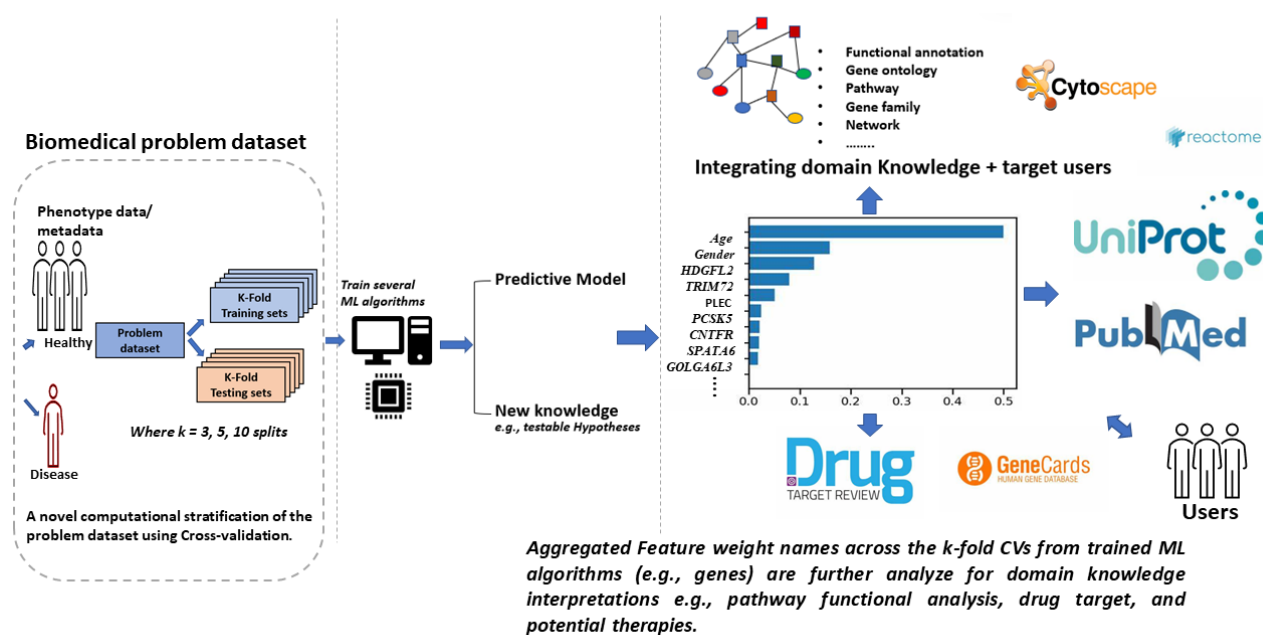 Biomedical problem dataset
Phenotype data/
metadata
Healthy
Disease
Problem
dataset
K-Fold
Training sets
K-Fold
Testing sets
Where k = 3, 5, 10 splits
A novel computational stratification of the
problem dataset using Cross-validation.
Train several
ML algorithms
Predictive Model
New knowledge
e.g., testable Hypotheses
• Functional annotation
• Gene ontology
• Pathway
• Gene family
• Network
• ........
Cytoscape
reactome
Integrating domain Knowledge + target users
Age
Gender
HDGFL2
TRIM72
PLEC
PCSK5
CNTFR
SPATA6
GOLGA6L3
0.0 0.1 0.2 0.3 0.4 0.5
UniProt
PubMed
Drug
TARGET REVIEW
GeneCards
HUMAN GENE DATABASE
Users
Aggregated Feature weight names across the k-fold CVs from trained ML
algorithms (e.g., genes) are further analyze for domain knowledge
interpretations e.g., pathway functional analysis, drug target, and
potential therapies.